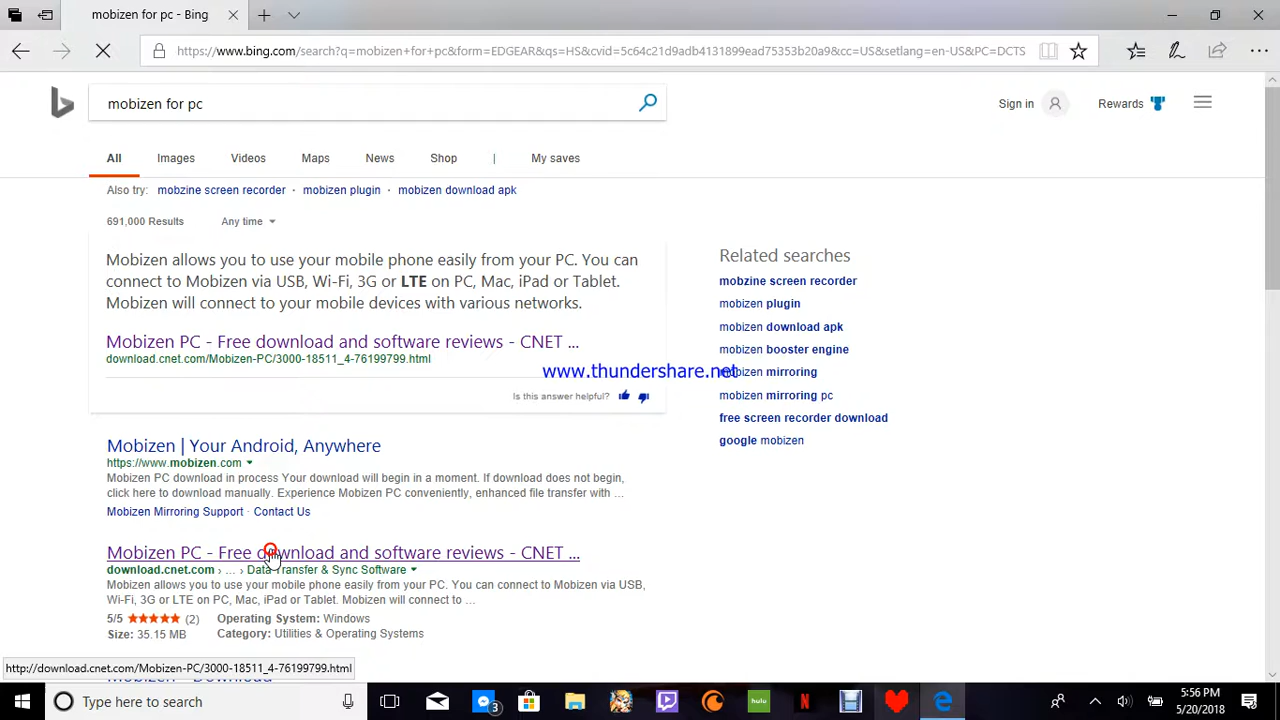 mobizen for pc - Bing
https://www.bing.com/search?q=mobizen+for+pc&form=EDGEAR&qs=HS&cvid=5c64c21d9adb4131899ead75353b20a9&cc=US&setlang=en-US&PC=DCTS
mobizen for pc
Sign in
Rewards
All Images Videos Maps News Shop | My saves
Also try: mobzine screen recorder · mobizen plugin · mobizen download apk
691,000 Results Any time
Mobizen allows you to use your mobile phone easily from your PC. You can
connect to Mobizen via USB, Wi-Fi, 3G or LTE on PC, Mac, iPad or Tablet.
Mobizen will connect to your mobile devices with various networks.
Mobizen PC - Free download and software reviews - CNET ...
download.cnet.com/Mobizen-PC/3000-18511_4-76199799.html
www.thundershare.net
Is this answer helpful?
Related searches
mobzine screen recorder
mobizen plugin
mobizen download apk
mobizen booster engine
mobizen mirroring
mobizen mirroring pc
free screen recorder download
google mobizen
Mobizen | Your Android, Anywhere
https://www.mobizen.com
Mobizen PC download in process Your download will begin in a moment. If download does not begin,
click here to download manually. Experience Mobizen PC conveniently, enhanced file transfer with ...
Mobizen Mirroring Support · Contact Us
Mobizen PC - Free download and software reviews - CNET ...
download.cnet.com › ... › Data Transfer & Sync Software
Mobizen allows you to use your mobile phone easily from your PC. You can connect to Mobizen via USB,
Wi-Fi, 3G or LTE on PC, Mac, iPad or Tablet. Mobizen will connect to ...
5/5 (2) Operating System: Windows
Size: 35.15 MB Category: Utilities & Operating Systems
http://download.cnet.com/Mobizen-PC/3000-18511_4-76199799.html
Mobizen - Download
Type here to search
3
hulu
N
5:56 PM
5/20/2018